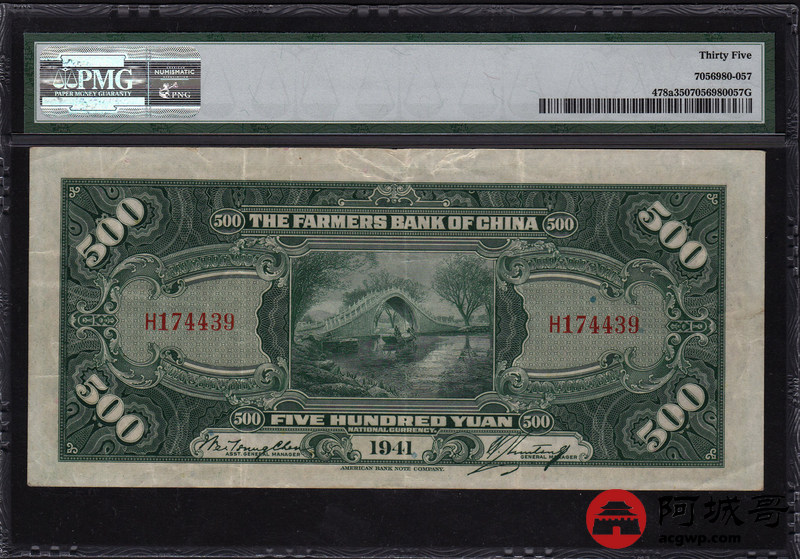 PMG
PAPER MONEY GUARANTY
NUMISMATIC
PNG
Thirty Five
7056980-057
478a3507056980057G
500
500
500 THE FARMERS BANK OF CHINA 500
H174439
H174439
500
500
500 FIVE HUNDRED YUAN 500
NATIONAL CURRENCY.
1941
ASST. GENERAL MANAGER
GENERAL MANAGER
AMERICAN BANK NOTE COMPANY.
阿城哥
acgwp.com